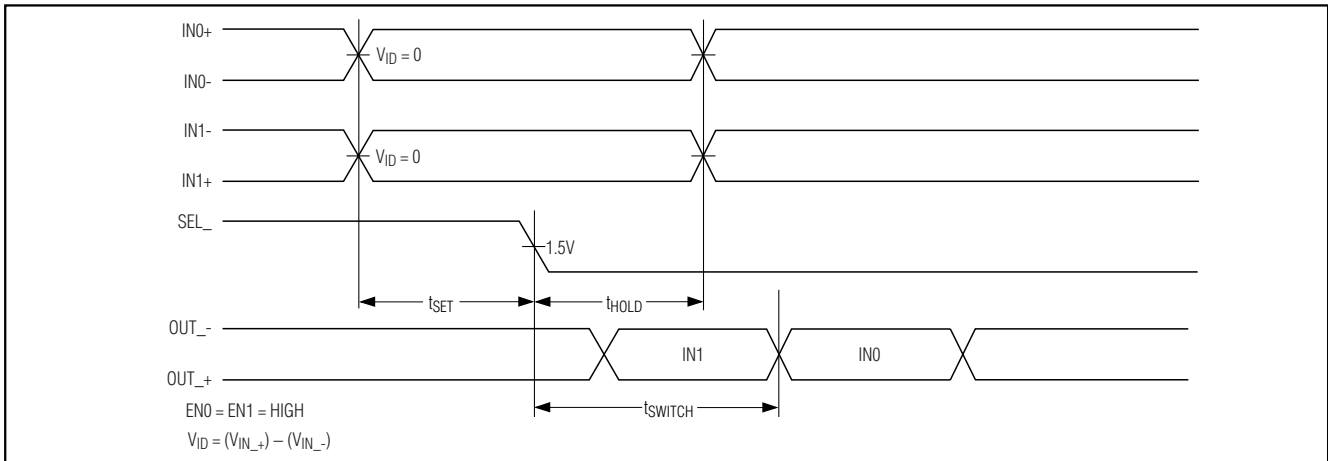 IN0+
V_ID = 0
IN0-
IN1-
V_ID = 0
IN1+
SEL_
1.5V
t_SET
t_HOLD
OUT_-
IN1
IN0
OUT_+
t_SWITCH
EN0 = EN1 = HIGH
V_ID = (V_IN_+) – (V_IN_-)